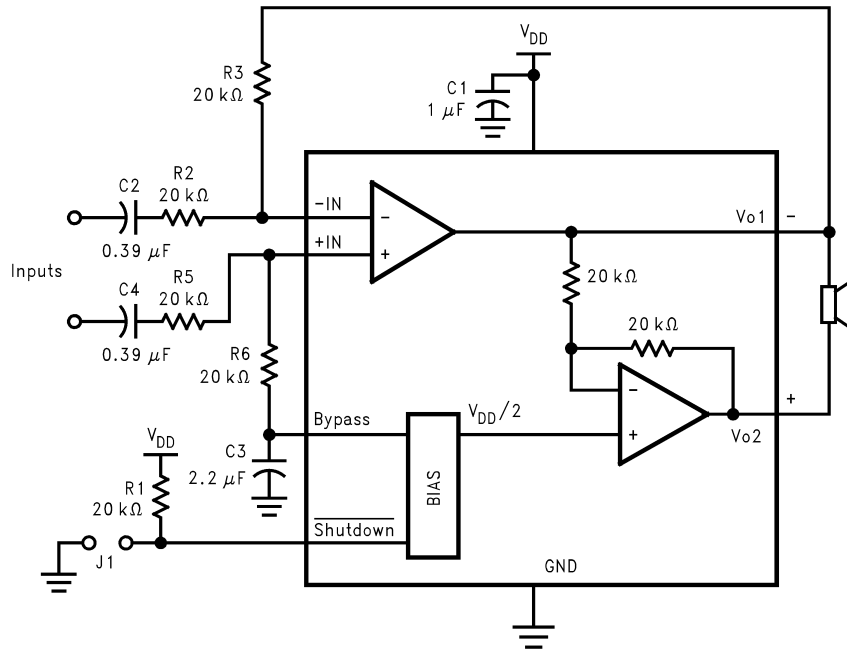 V_DD
R3
20 kΩ
C1
1 μF
C2
R2
20 kΩ
-IN
-
Vo1
-
0.39 μF
+IN
+
Inputs
C4
R5
20 kΩ
20 kΩ
0.39 μF
R6
20 kΩ
20 kΩ
-
+
Bypass
V_DD/2
+
Vo2
V_DD
C3
2.2 μF
BIAS
R1
20 kΩ
Shutdown
J1
GND